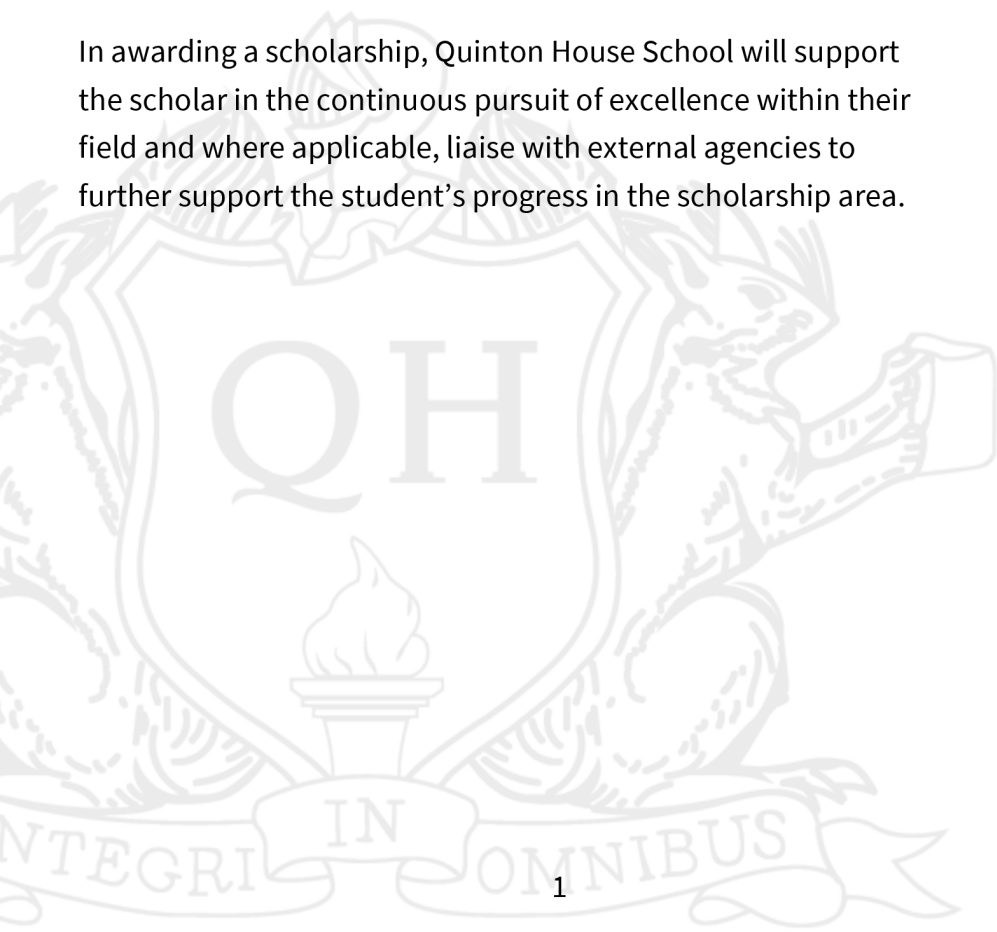 In awarding a scholarship, Quinton House School will support
the scholar in the continuous pursuit of excellence within their
field and where applicable, liaise with external agencies to
further support the student’s progress in the scholarship area.
QH
NTEGRI IN OMNIBUS
1